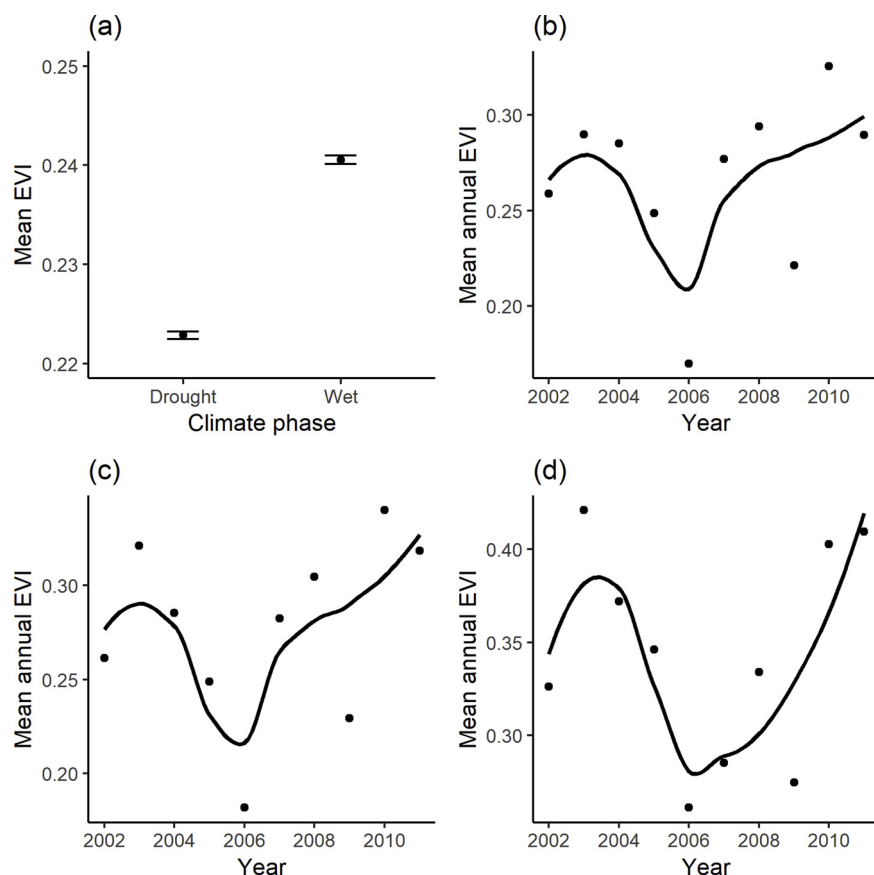 (a)
0.25
0.24
0.23
0.22
Mean EVI
Drought Wet
Climate phase
(b)
0.30
0.25
0.20
Mean annual EVI
2002 2004 2006 2008 2010
Year
(c)
0.30
0.25
0.20
Mean annual EVI
2002 2004 2006 2008 2010
Year
(d)
0.40
0.35
0.30
Mean annual EVI
2002 2004 2006 2008 2010
Year